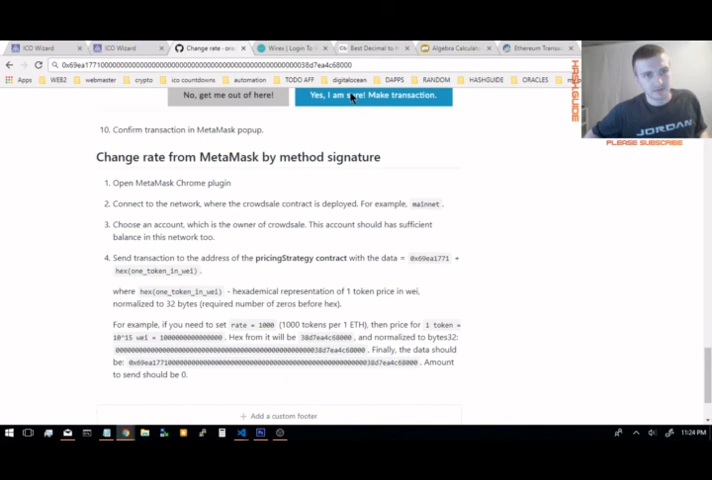 ICO Wizard
ICO Wizard
Change rate · pric
Wirex | Login To
Best Decimal to H
Algebra Calculat
Ethereum Transac
Apps
WEB2
webmaster
crypto
ico countdowns
automation
TODO AFF
digitalocean
DAPPS
RANDOM
HASHGUIDE
ORACLES
No, get me out of here!
Yes, I am sure! Make transaction.
HASHGUIDE
JORDAN
PLEASE SUBSCRIBE
10. Confirm transaction in MetaMask popup.
Change rate from MetaMask by method signature
1. Open MetaMask Chrome plugin
2. Connect to the network, where the crowdsale contract is deployed. For example, mainnet.
3. Choose an account, which is the owner of crowdsale. This account should has sufficient
balance in this network too.
4. Send transaction to the address of the pricingStrategy contract with the data = 0x69ea1771 +
hex(one_token_in_wei).
where hex(one_token_in_wei) - hexademical representation of 1 token price in wei,
normalized to 32 bytes (required number of zeros before hex).
For example, if you need to set rate = 1000 (1000 tokens per 1 ETH), then price for 1 token =
10^15 wei = 1000000000000000. Hex from it will be 38d7ea4c68000, and normalized to bytes32:
Finally, the data should
be: Amount
to send should be 0.
+ Add a custom footer
11:24 PM